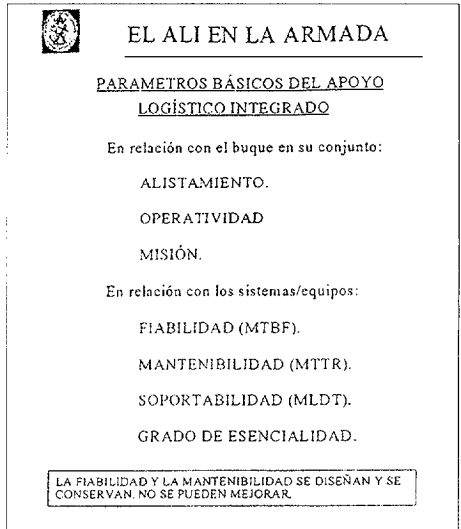 EL ALI EN LA ARMADA
PARAMETROS BÁSICOS DEL APOYO
LOGÍSTICO INTEGRADO
En relación con el buque en su conjunto:
ALISTAMIENTO.
OPERATIVIDAD
MISIÓN.
En relación con los sistemas/equipos:
FIABILIDAD (MTBF).
MANTENIBILIDAD (MTTR).
SOPORTABILIDAD (MLDT).
GRADO DE ESENCIALIDAD.
LA FIABILIDAD Y LA MANTENIBILIDAD SE DISEÑAN Y SE
CONSERVAN. NO SE PUEDEN MEJORAR.